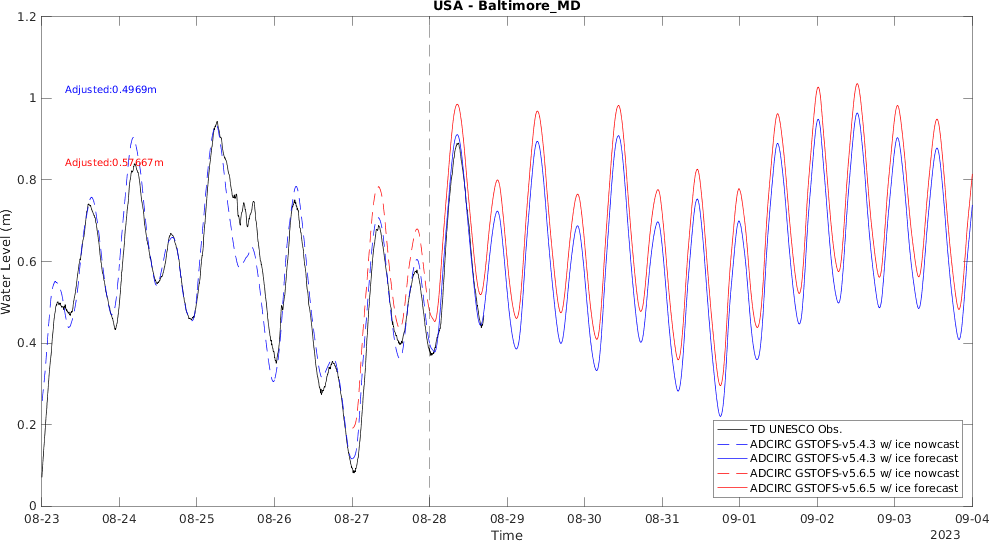 USA - Baltimore_MD
1.2
1
0.8
0.6
0.4
0.2
0
Water Level (m)
Adjusted:0.4969m
Adjusted:0.57667m
TD UNESCO Obs.
ADCIRC GSTOFS-v5.4.3 w/ ice nowcast
ADCIRC GSTOFS-v5.4.3 w/ ice forecast
ADCIRC GSTOFS-v5.6.5 w/ ice nowcast
ADCIRC GSTOFS-v5.6.5 w/ ice forecast
08-23 08-24 08-25 08-26 08-27 08-28 08-29 08-30 08-31 09-01 09-02 09-03 09-04
Time
2023